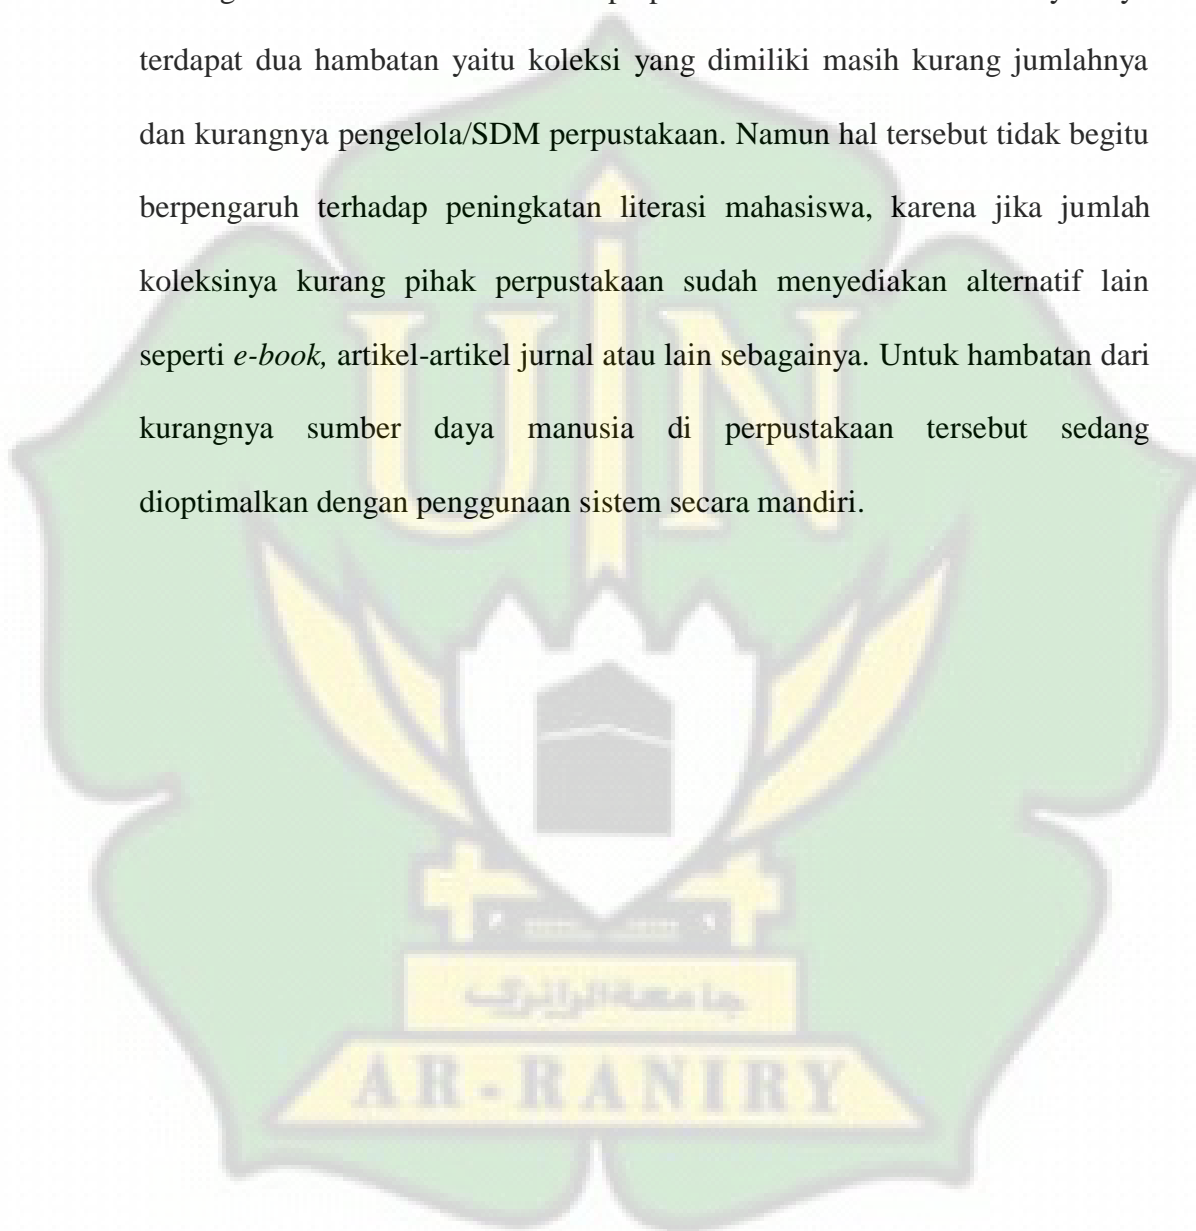 terdapat dua hambatan yaitu koleksi yang dimiliki masih kurang jumlahnya
dan kurangnya pengelola/SDM perpustakaan. Namun hal tersebut tidak begitu
berpengaruh terhadap peningkatan literasi mahasiswa, karena jika jumlah
koleksinya kurang pihak perpustakaan sudah menyediakan alternatif lain
seperti e-book, artikel-artikel jurnal atau lain sebagainya. Untuk hambatan dari
kurangnya sumber daya manusia di perpustakaan tersebut sedang
dioptimalkan dengan penggunaan sistem secara mandiri.
UIN
جامعة الرانري
AR-RANIRY